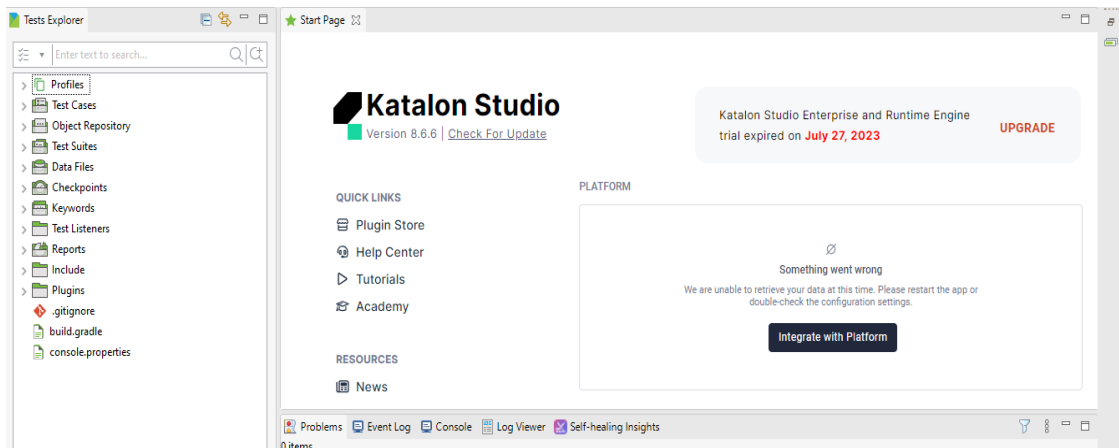 Tests Explorer
Enter text to search...
Profiles
Test Cases
Object Repository
Test Suites
Data Files
Checkpoints
Keywords
Test Listeners
Reports
Include
Plugins
.gitignore
build.gradle
console.properties
Start Page
Katalon Studio
Version 8.6.6 | Check For Update
Katalon Studio Enterprise and Runtime Engine
trial expired on July 27, 2023
UPGRADE
QUICK LINKS
Plugin Store
Help Center
Tutorials
Academy
RESOURCES
News
PLATFORM
Something went wrong
We are unable to retrieve your data at this time. Please restart the app or
double-check the configuration settings.
Integrate with Platform
Problems Event Log Console Log Viewer Self-healing Insights
0 items